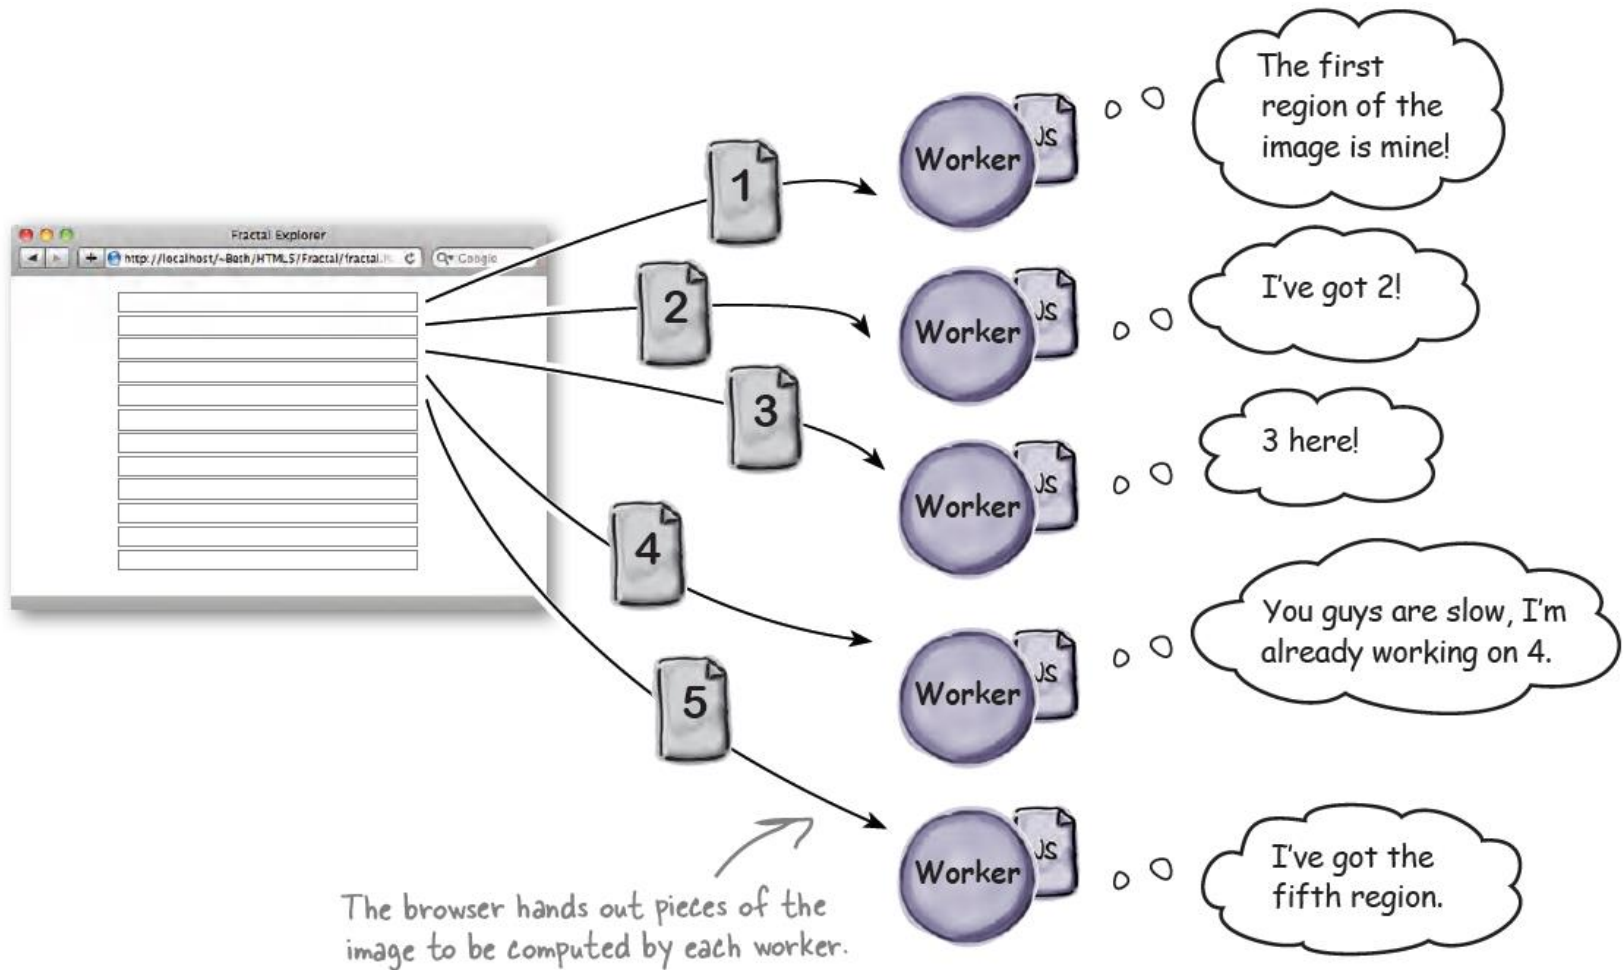 Fractal Explorer
http://localhost/~Beth/HTML5/Fractal/fractal.
Google
1
2
3
4
5
Worker
JS
The first
region of the
image is mine!
Worker
JS
I've got 2!
Worker
JS
3 here!
Worker
JS
You guys are slow, I'm
already working on 4.
Worker
JS
I've got the
fifth region.
The browser hands out pieces of the
image to be computed by each worker.